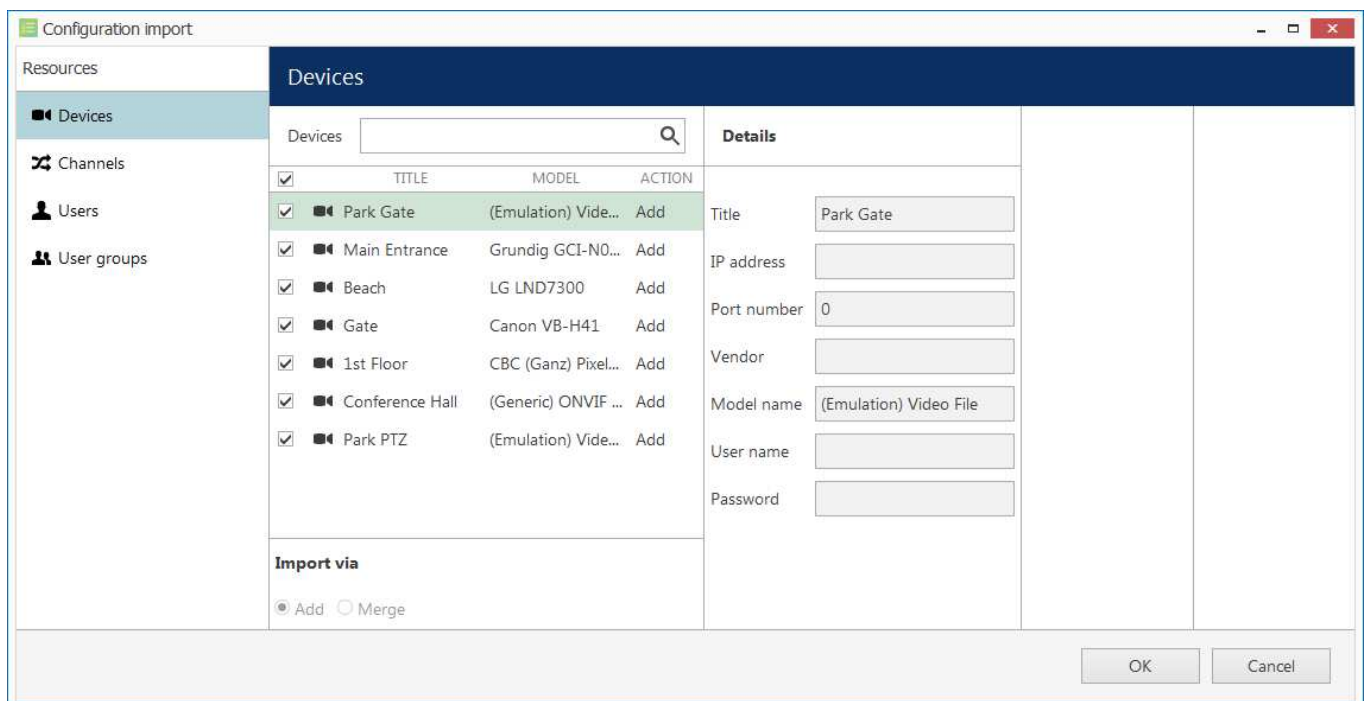 Configuration import
Resources
Devices
Channels
Users
User groups
Devices
Devices
TITLE MODEL ACTION
Park Gate (Emulation) Vide... Add
Main Entrance Grundig GCI-N0... Add
Beach LG LND7300 Add
Gate Canon VB-H41 Add
1st Floor CBC (Ganz) Pixel... Add
Conference Hall (Generic) ONVIF ... Add
Park PTZ (Emulation) Vide... Add
Import via
Add Merge
Details
Title Park Gate
IP address
Port number 0
Vendor
Model name (Emulation) Video File
User name
Password
OK Cancel